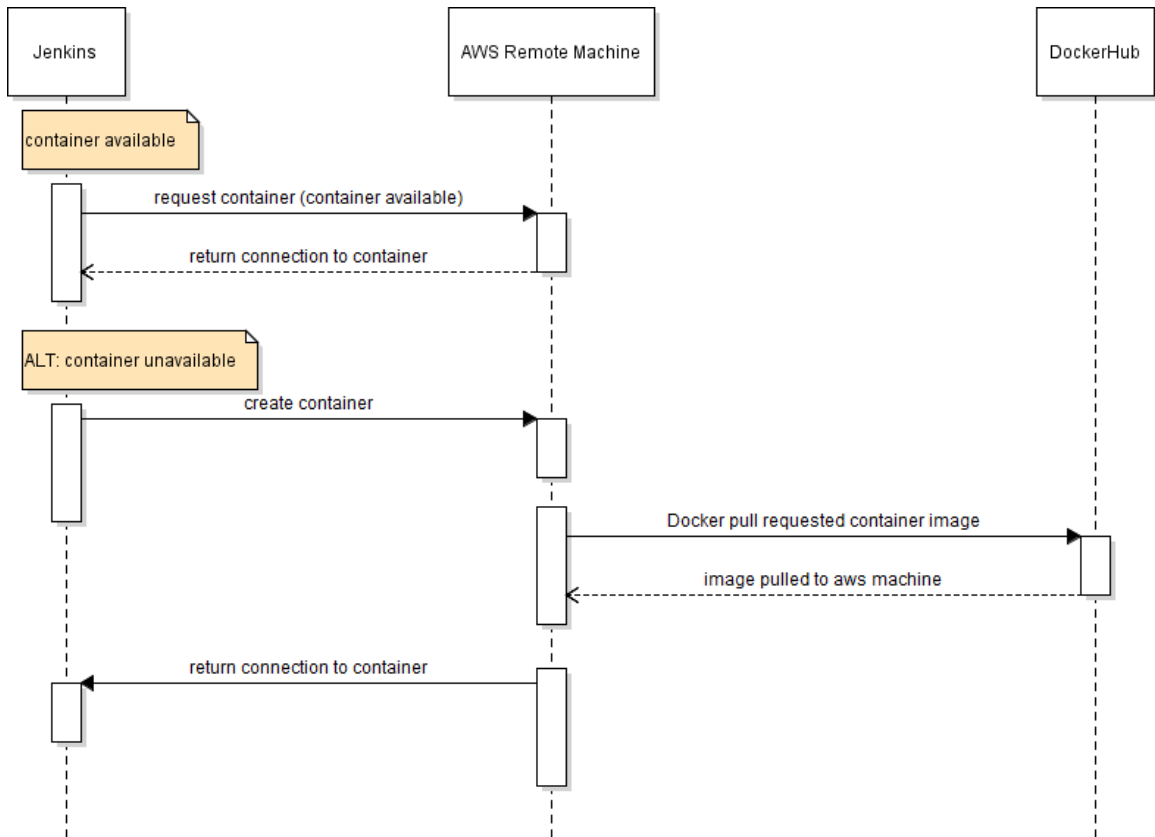 Jenkins
AWS Remote Machine
DockerHub
container available
request container (container available)
return connection to container
ALT: container unavailable
create container
Docker pull requested container image
image pulled to aws machine
return connection to container